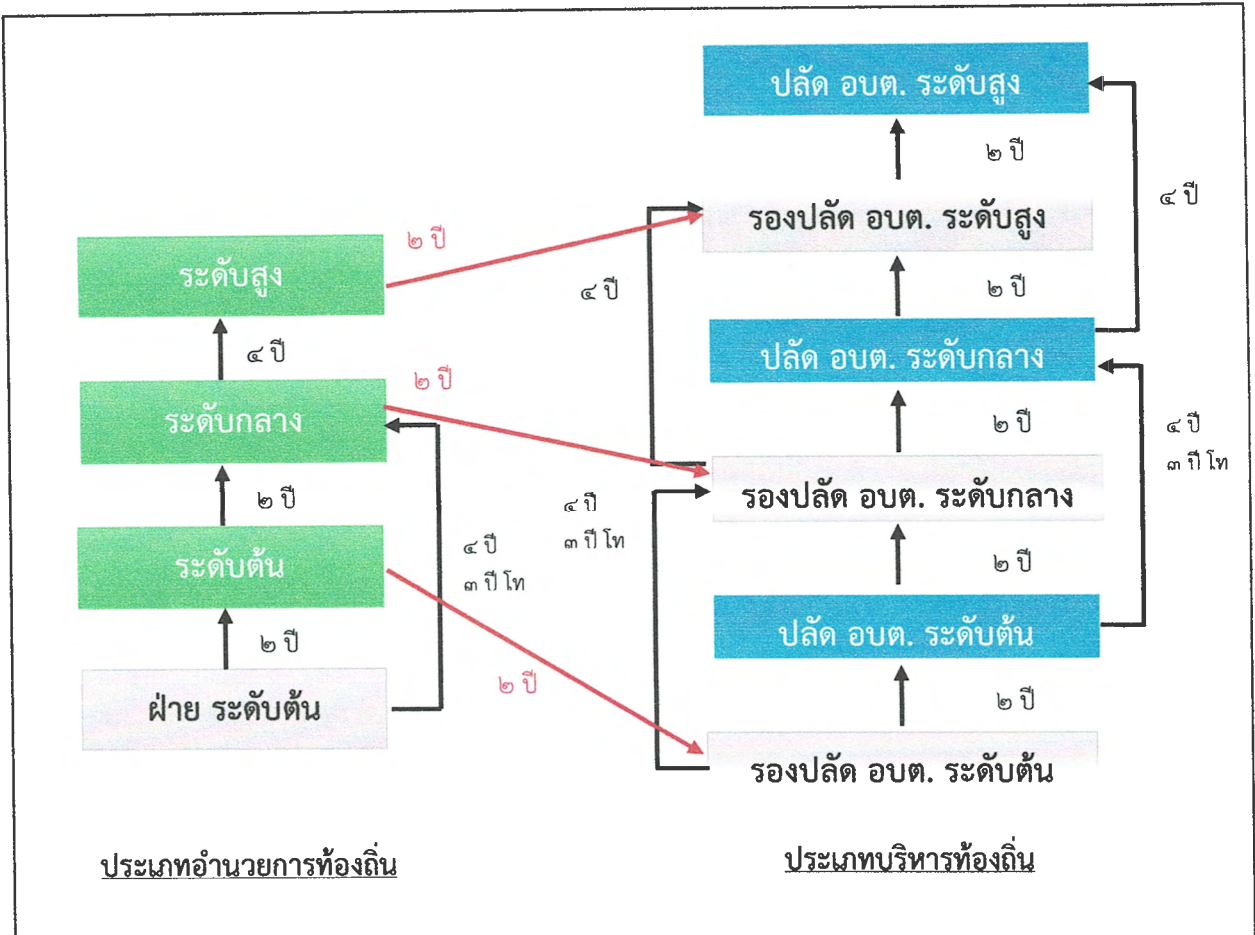 ปลัด อบต. ระดับสูง
๒ ปี
๔ ปี
รองปลัด อบต. ระดับสูง
๒ ปี
ระดับสูง
๔ ปี
๒ ปี
๔ ปี
ปลัด อบต. ระดับกลาง
๒ ปี
ระดับกลาง
๒ ปี
๔ ปี
๓ ปี โท
รองปลัด อบต. ระดับกลาง
๒ ปี
๔ ปี
๓ ปี โท
๔ ปี
๓ ปี โท
ระดับต้น
๒ ปี
ปลัด อบต. ระดับต้น
๒ ปี
๒ ปี
ฝ่าย ระดับต้น
๒ ปี
รองปลัด อบต. ระดับต้น
ประเภทอำนวยการท้องถิ่น
ประเภทบริหารท้องถิ่น